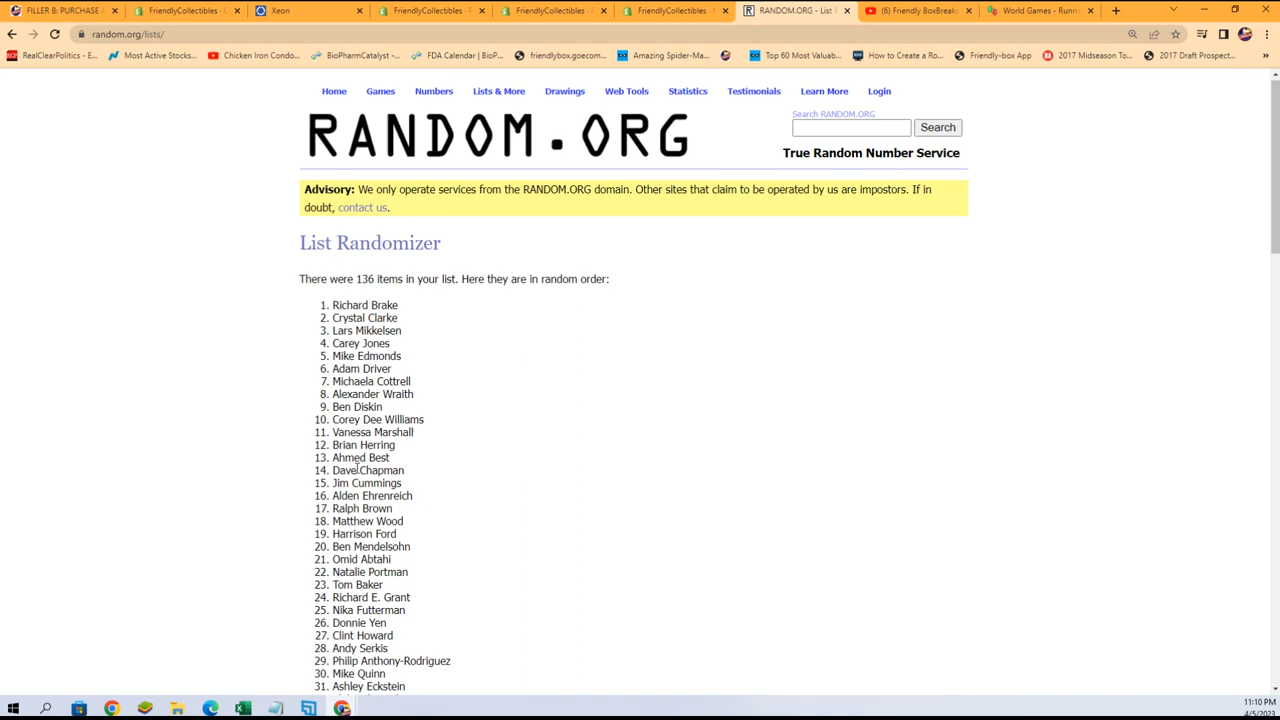 FILLER B: PURCHASE
FriendlyCollectibles -
Xeon
FriendlyCollectibles -
FriendlyCollectibles -
FriendlyCollectibles -
RANDOM.ORG - List
(6) Friendly BoxBreaks
World Games - Runn
random.org/lists/
RealClearPolitics - E...
Most Active Stocks...
Chicken Iron Condo...
BioPharmCatalyst -...
FDA Calendar | BioP...
friendlybox.goecom...
Amazing Spider-Ma...
Top 60 Most Valuab...
How to Create a Ro...
Friendly-box App
2017 Midseason To...
2017 Draft Prospect...
Home Games Numbers Lists & More Drawings Web Tools Statistics Testimonials Learn More Login
RANDOM.ORG
Search RANDOM.ORG
Search
True Random Number Service
Advisory: We only operate services from the RANDOM.ORG domain. Other sites that claim to be operated by us are impostors. If in
doubt, contact us.
List Randomizer
There were 136 items in your list. Here they are in random order:
1. Richard Brake
2. Crystal Clarke
3. Lars Mikkelsen
4. Carey Jones
5. Mike Edmonds
6. Adam Driver
7. Michaela Cottrell
8. Alexander Wraith
9. Ben Diskin
10. Corey Dee Williams
11. Vanessa Marshall
12. Brian Herring
13. Ahmed Best
14. Dave Chapman
15. Jim Cummings
16. Alden Ehrenreich
17. Ralph Brown
18. Matthew Wood
19. Harrison Ford
20. Ben Mendelsohn
21. Omid Abtahi
22. Natalie Portman
23. Tom Baker
24. Richard E. Grant
25. Nika Futterman
26. Donnie Yen
27. Clint Howard
28. Andy Serkis
29. Philip Anthony-Rodriguez
30. Mike Quinn
31. Ashley Eckstein
11:10 PM
4/5/2023